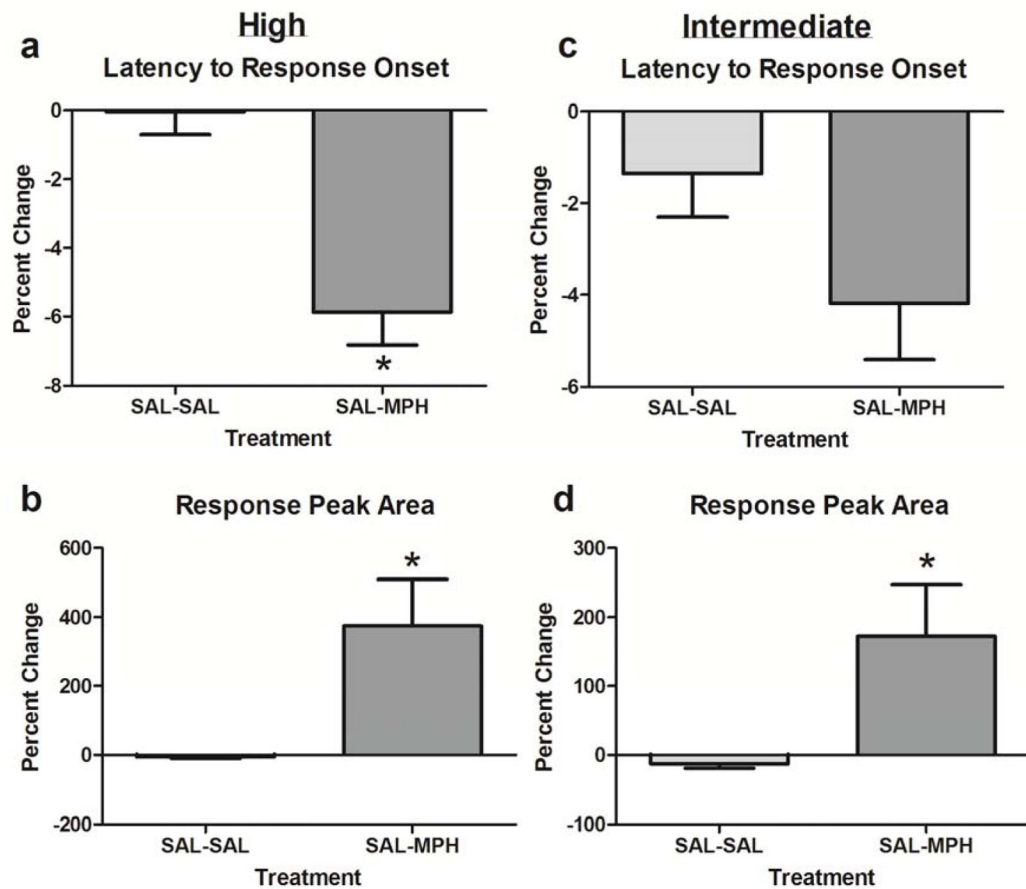 High
a
Latency to Response Onset
Percent Change
0
-2
-4
-6
-8
*
SAL-SAL SAL-MPH
Treatment
Intermediate
c
Latency to Response Onset
Percent Change
0
-2
-4
-6
SAL-SAL SAL-MPH
Treatment
b
Response Peak Area
Percent Change
600
400
200
0
-200
*
SAL-SAL SAL-MPH
Treatment
d
Response Peak Area
Percent Change
300
200
100
0
-100
*
SAL-SAL SAL-MPH
Treatment